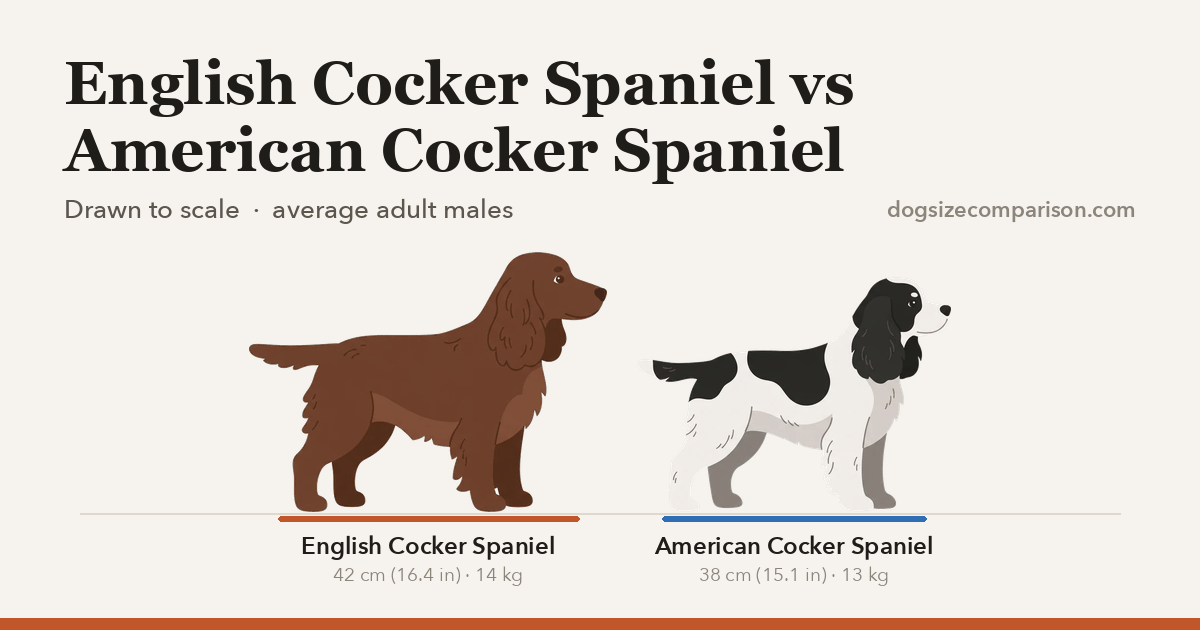 English Cocker Spaniel vs
American Cocker Spaniel
Drawn to scale · average adult males
dogsizecomparison.com
English Cocker Spaniel
42 cm (16.4 in) · 14 kg
American Cocker Spaniel
38 cm (15.1 in) · 13 kg